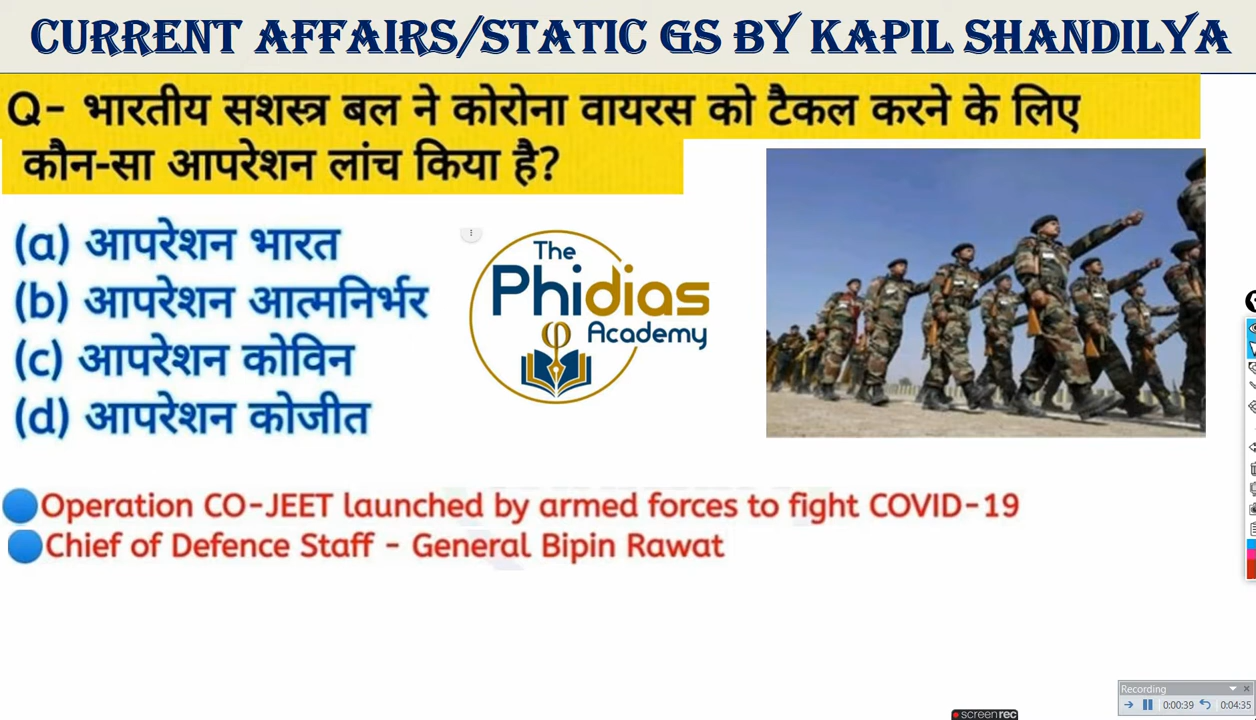 CURRENT AFFAIRS/STATIC GS BY KAPIL SHANDILYA
Q- भारतीय सशस्त्र बल ने कोरोना वायरस को टैकल करने के लिए
कौन-सा आपरेशन लांच किया है?
(a) आपरेशन भारत
(b) आपरेशन आत्मनिर्भर
(c) आपरेशन कोविन
(d) आपरेशन कोजीत
The
Phidias
Academy
Operation CO-JEET launched by armed forces to fight COVID-19
Chief of Defence Staff - General Bipin Rawat
Recording
0:00:39 0:04:35
screenrec